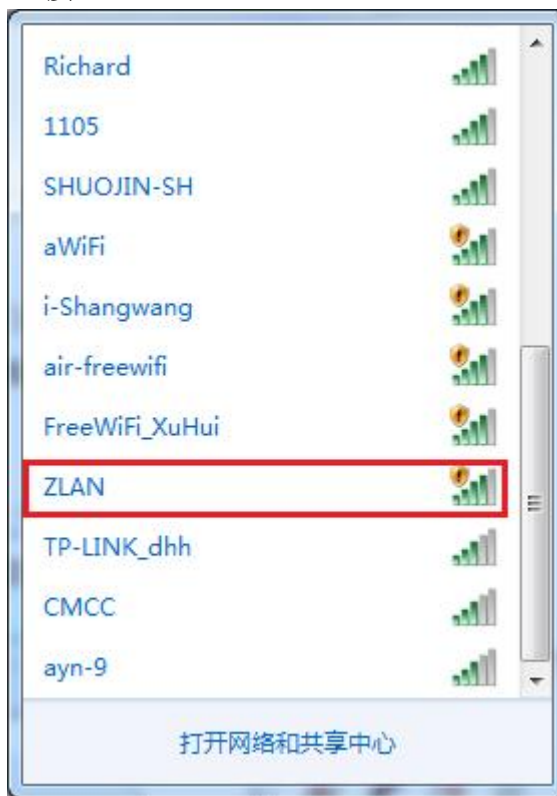 Richard
1105
SHUOJIN-SH
aWiFi
i-Shangwang
air-freewifi
FreeWiFi_XuHui
ZLAN
TP-LINK_dhh
CMCC
ayn-9
打开网络和共享中心